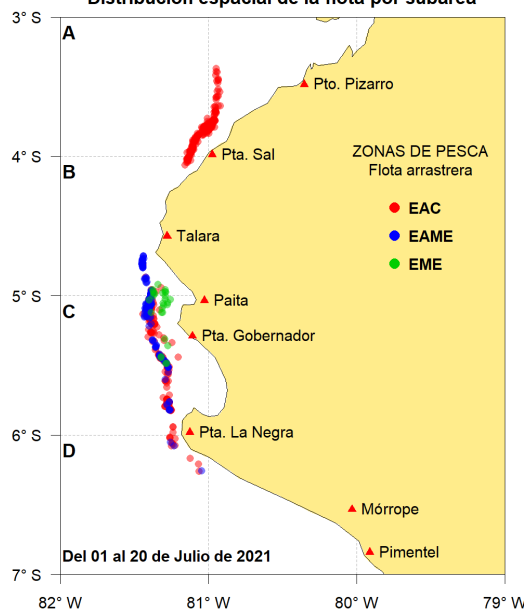 Distribución espacial de la flota por subárea
3° S
A
Pto. Pizarro
ZONAS DE PESCA
Flota arrastrera
4° S
Pta. Sal
B
EAC
Talara
EAME
EME
5° S
Paita
C
Pta. Gobernador
6° S
Pta. La Negra
D
Mórrope
Del 01 al 20 de Julio de 2021
Pimentel
7° S
82° W
81° W
80° W
79° W